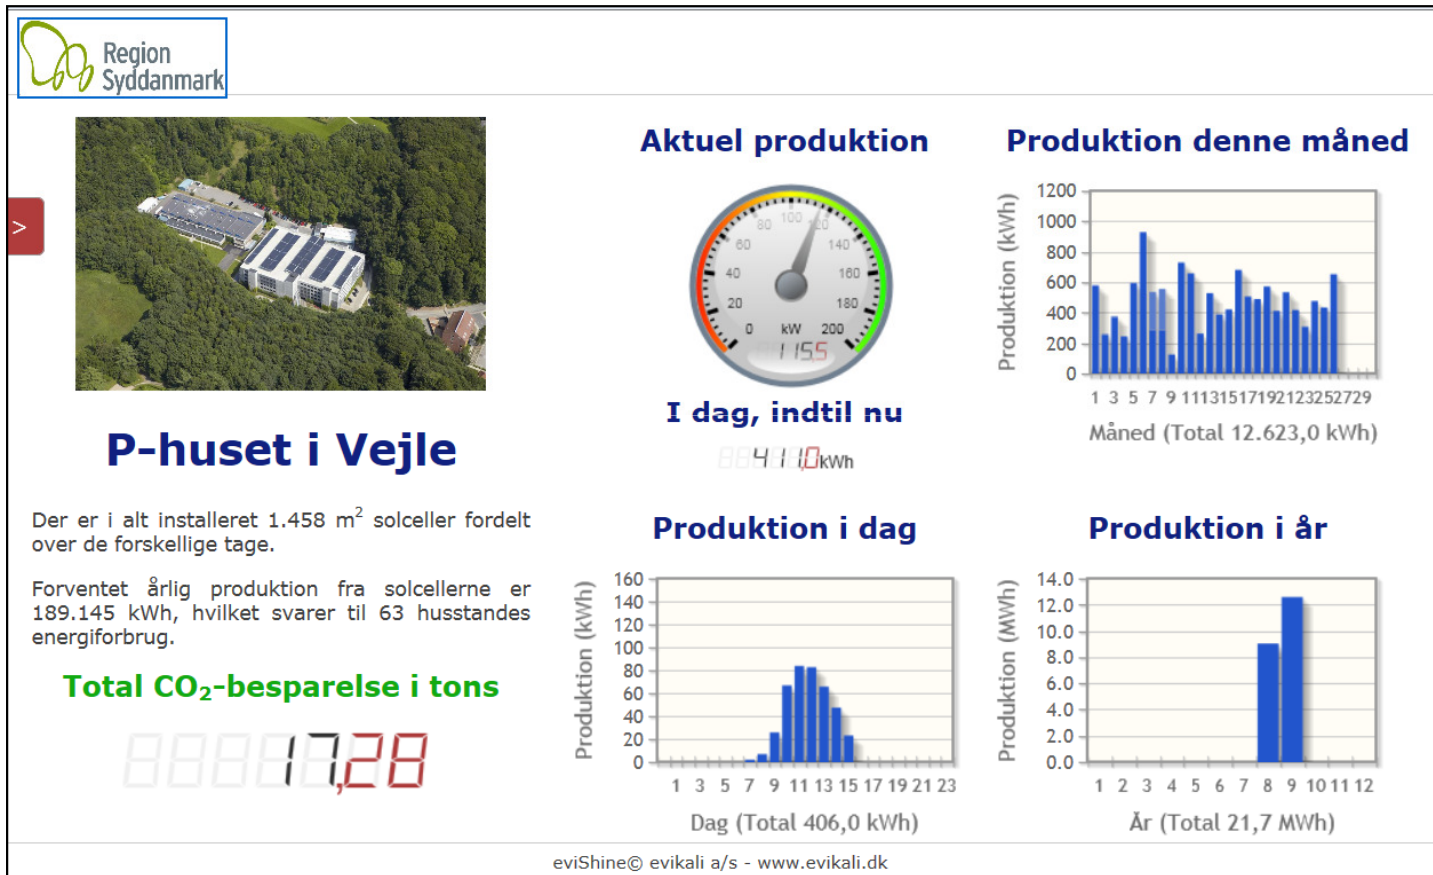 Region
Syddanmark
>
P-huset i Vejle
Der er i alt installeret 1.458 m² solceller fordelt
over de forskellige tage.
Forventet årlig produktion fra solcellerne er
189.145 kWh, hvilket svarer til 63 husstandes
energiforbrug.
Total CO₂-besparelse i tons
17,28
Aktuel produktion
0 20 40 60 80 100 120 140 160 180 200
kW
115,5
I dag, indtil nu
411,0 kWh
Produktion denne måned
Produktion (kWh)
1200
1000
800
600
400
200
0
1 3 5 7 9 11 13 15 17 19 21 23 25 27 29
Måned (Total 12.623,0 kWh)
Produktion i dag
Produktion (kWh)
160
140
120
100
80
60
40
20
0
1 3 5 7 9 11 13 15 17 19 21 23
Dag (Total 406,0 kWh)
Produktion i år
Produktion (MWh)
14.0
12.0
10.0
8.0
6.0
4.0
2.0
0.0
1 2 3 4 5 6 7 8 9 10 11 12
År (Total 21,7 MWh)
eviShine© evikali a/s - www.evikali.dk